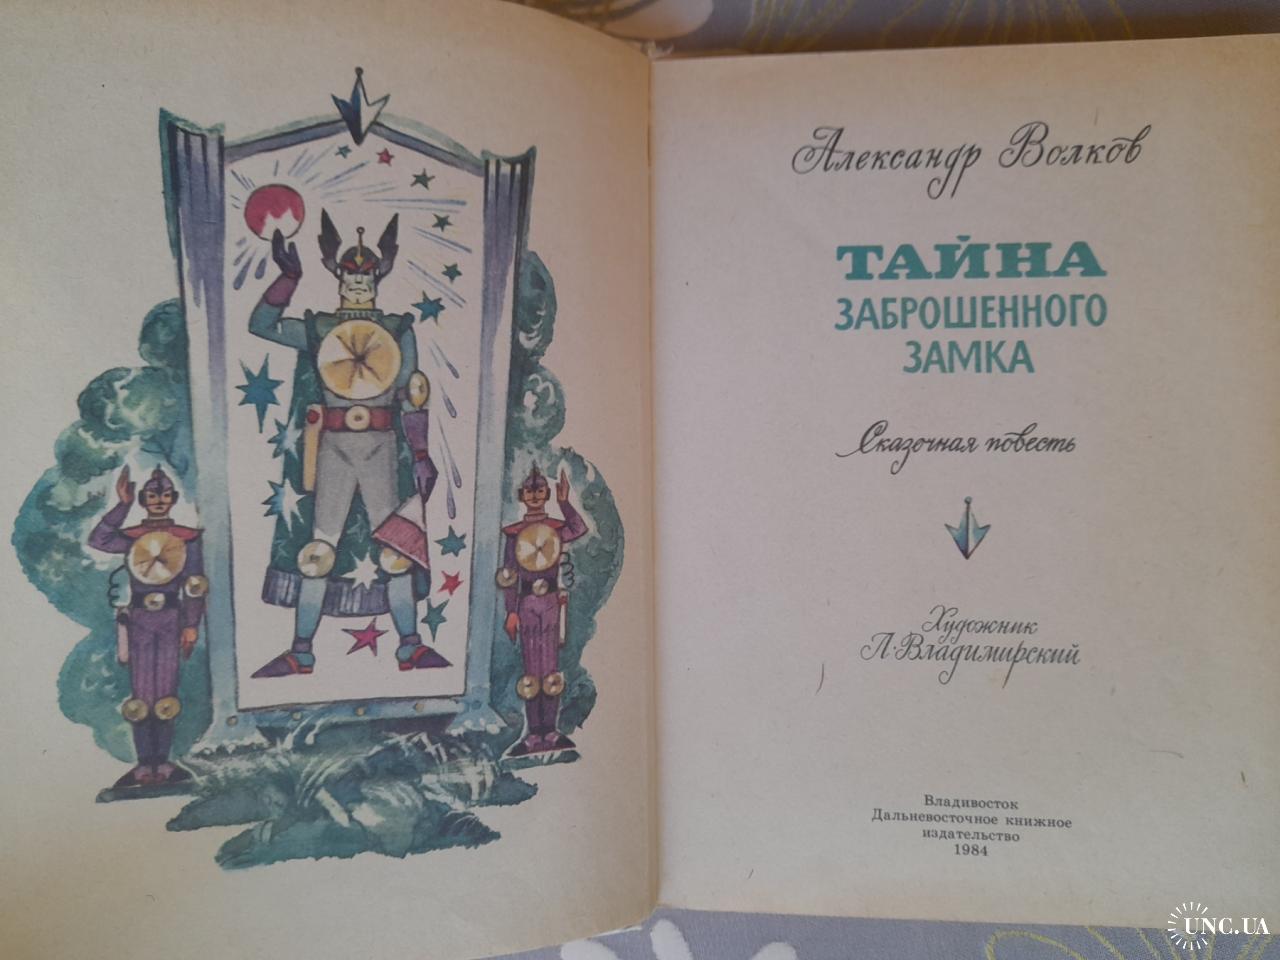 Александр Волков
ТАЙНА
ЗАБРОШЕННОГО
ЗАМКА
Сказочная повесть
Художник
Л. Владимирский
Владивосток
Дальневосточное книжное
издательство
1984
UNC.UA